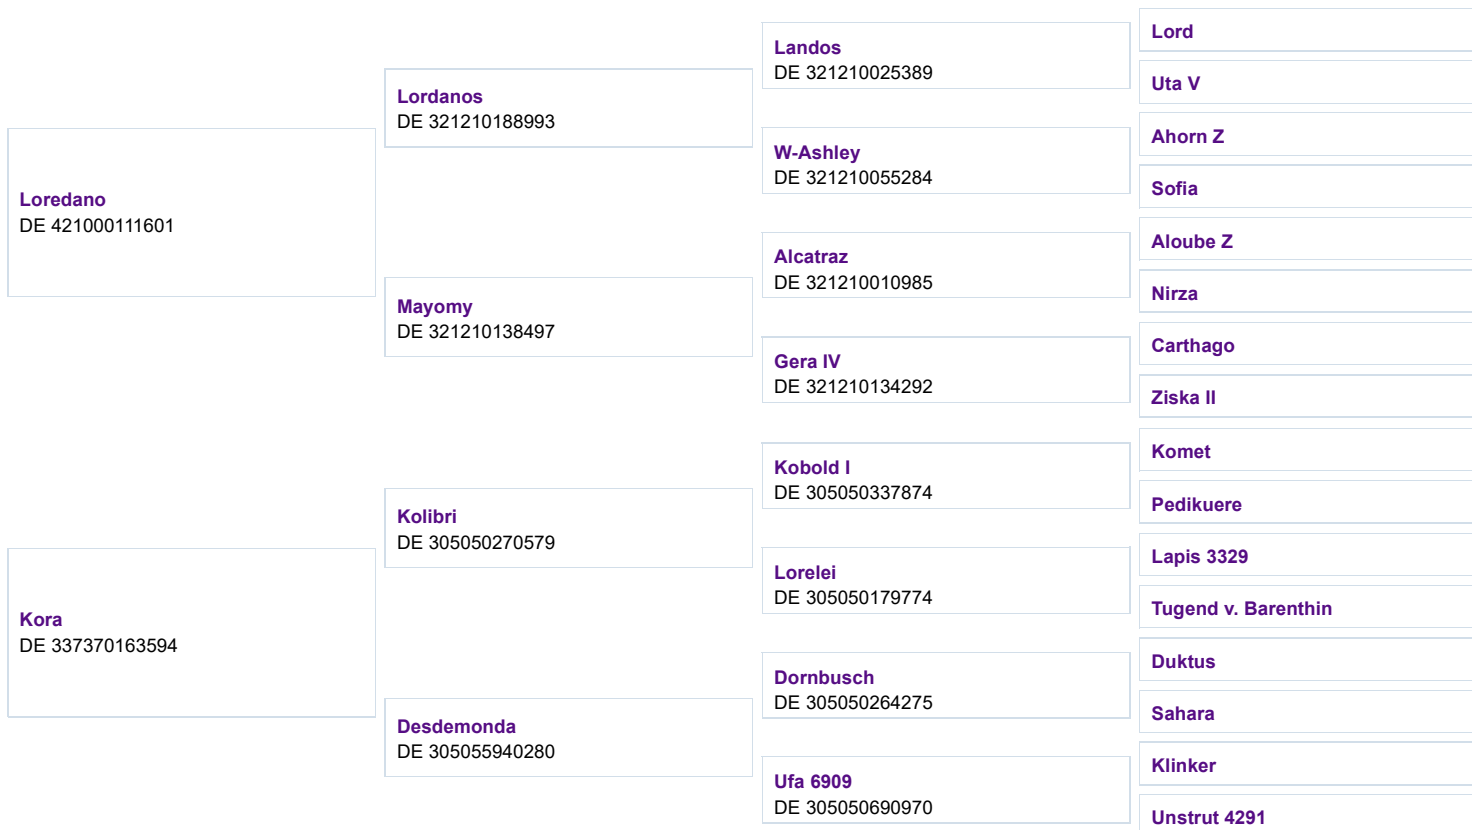 Loredano
DE 421000111601
Kora
DE 337370163594
Lordanos
DE 321210188993
Mayomy
DE 321210138497
Kolibri
DE 305050270579
Desdemonda
DE 305055940280
Landos
DE 321210025389
W-Ashley
DE 321210055284
Alcatraz
DE 321210010985
Gera IV
DE 321210134292
Kobold I
DE 305050337874
Lorelei
DE 305050179774
Dornbusch
DE 305050264275
Ufa 6909
DE 305050690970
Lord
Uta V
Ahorn Z
Sofia
Aloube Z
Nirza
Carthago
Ziska II
Komet
Pedikuere
Lapis 3329
Tugend v. Barenthin
Duktus
Sahara
Klinker
Unstrut 4291